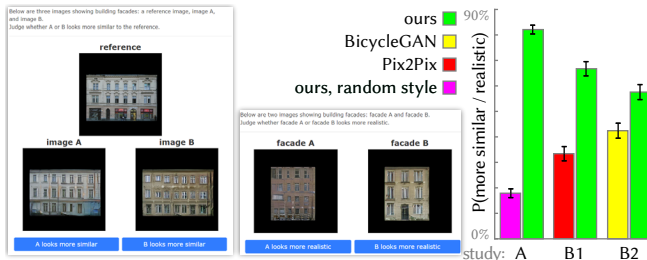 Below are three images showing building facades: a reference image, image A,
and image B.
Judge whether A or B looks more similar to the reference.
reference
image A
image B
A looks more similar
B looks more similar
Below are two images showing building facades: facade A and facade B.
Judge whether facade A or facade B looks more realistic.
facade A
facade B
A looks more realistic
B looks more realistic
ours
BicycleGAN
Pix2Pix
ours, random style
P(more similar / realistic)
90%
0%
study: A B1 B2